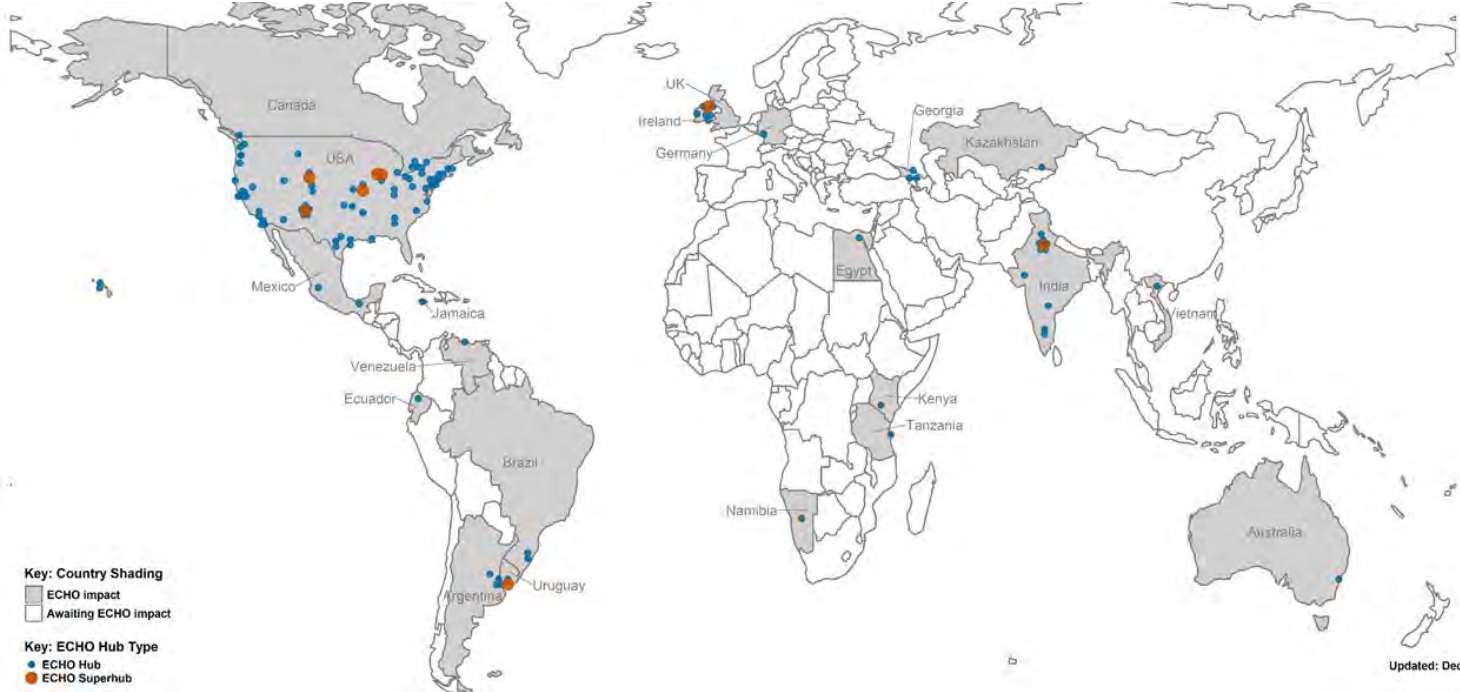 Canada
USA
Mexico
Jamaica
Venezuela
Ecuador
Brazil
Uruguay
Argentina
UK
Ireland
Germany
Georgia
Kazakhstan
Egypt
India
Vietnam
Kenya
Tanzania
Namibia
Australia
Key: Country Shading
ECHO impact
Awaiting ECHO impact
Key: ECHO Hub Type
ECHO Hub
ECHO Superhub
Updated: Dec